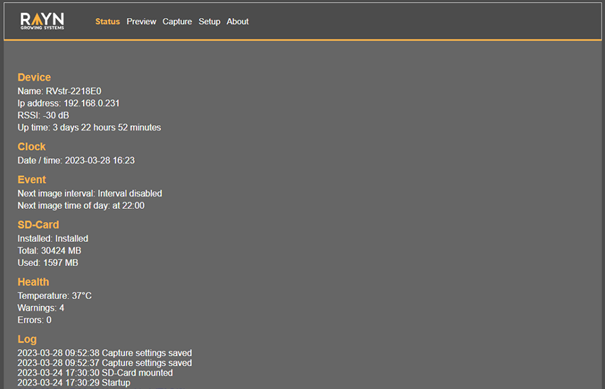 RAYN
GROWING SYSTEMS
Status Preview Capture Setup About
Device
Name: RVstr-2218E0
Ip address: 192.168.0.231
RSSI: -30 dB
Up time: 3 days 22 hours 52 minutes
Clock
Date / time: 2023-03-28 16:23
Event
Next image interval: Interval disabled
Next image time of day: at 22:00
SD-Card
Installed: Installed
Total: 30424 MB
Used: 1597 MB
Health
Temperature: 37°C
Warnings: 4
Errors: 0
Log
2023-03-28 09:52:38 Capture settings saved
2023-03-28 09:52:37 Capture settings saved
2023-03-24 17:30:30 SD-Card mounted
2023-03-24 17:30:29 Startup